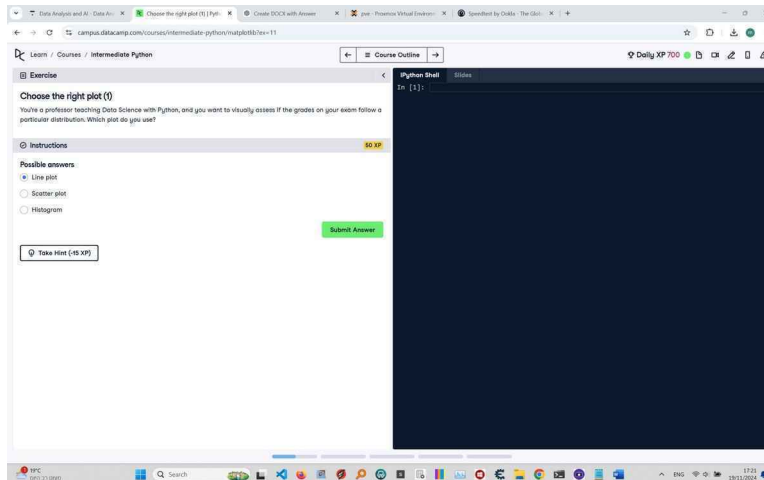 Data Analysis and AI - Data An
Choose the right plot (1) | Pyth
Create DOCX with Answer
pve - Proxmox Virtual Environm
Speedtest by Ookla - The Glob
campus.datacamp.com/courses/intermediate-python/matplotlib?ex=11
Learn / Courses / Intermediate Python
Course Outline
Daily XP 700
Exercise
IPython Shell Slides
In [1]:
Choose the right plot (1)
You're a professor teaching Data Science with Python, and you want to visually assess if the grades on your exam follow a
particular distribution. Which plot do you use?
Instructions
50 XP
Possible answers
Line plot
Scatter plot
Histogram
Submit Answer
Take Hint (-15 XP)
19°C
Search
ENG
17:21
19/11/2024